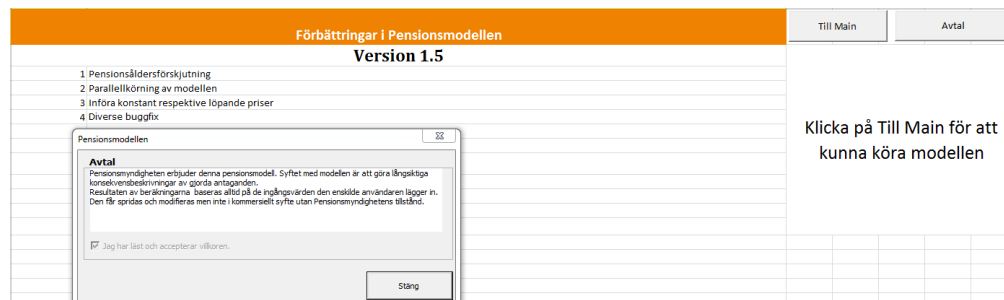 Förbättringar i Pensionsmodellen
Till Main
Avtal
Version 1.5
1 Pensionsåldersförskjutning
2 Parallellkörning av modellen
3 Införa konstant respektive löpande priser
4 Diverse buggfix
Klicka på Till Main för att
kunna köra modellen
Pensionsmodellen
Avtal
Pensionsmyndigheten erbjuder denna pensionsmodell. Syftet med modellen är att göra långsiktiga
konsekvensbeskrivningar av gjorda antaganden.
Resultaten av beräkningarna baseras alltid på de ingångsvärden den enskilde användaren lägger in.
Den får spridas och modifieras men inte i kommersiellt syfte utan Pensionsmyndighetens tillstånd.
Jag har läst och accepterar villkoren.
Stäng